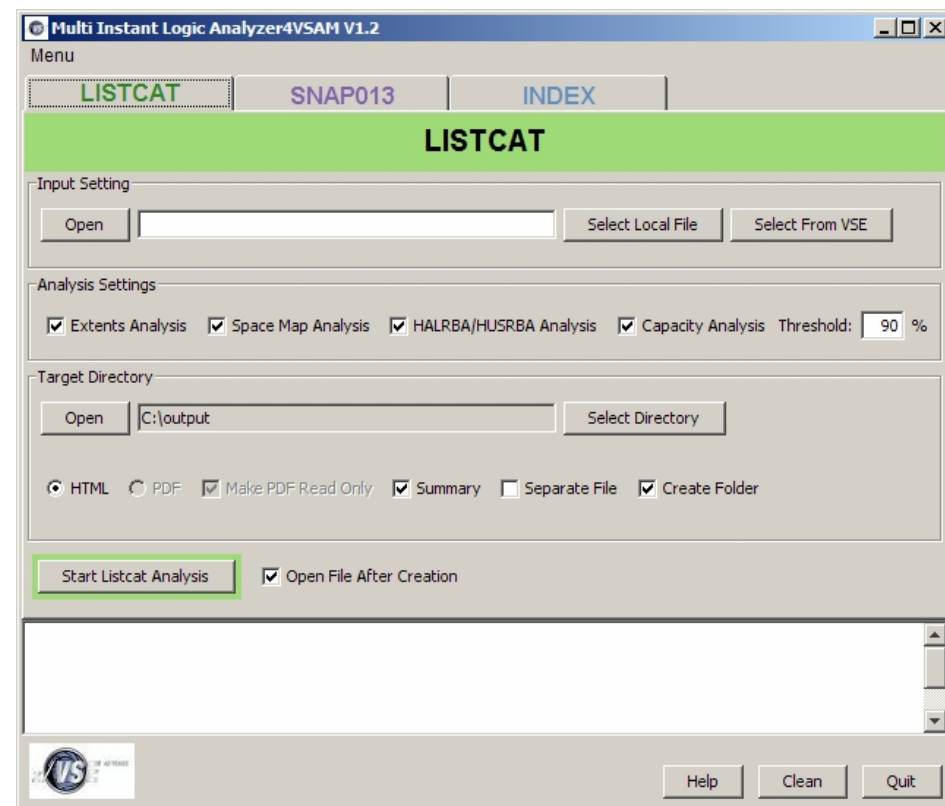 Multi Instant Logic Analyzer4VSAM V1.2
Menu
LISTCAT SNAP013 INDEX
LISTCAT
Input Setting
Open Select Local File Select From VSE
Analysis Settings
Extents Analysis Space Map Analysis HALRBA/HUSRBA Analysis Capacity Analysis Threshold: 90 %
Target Directory
Open C:\output Select Directory
HTML PDF Make PDF Read Only Summary Separate File Create Folder
Start Listcat Analysis Open File After Creation
VS
Help Clean Quit